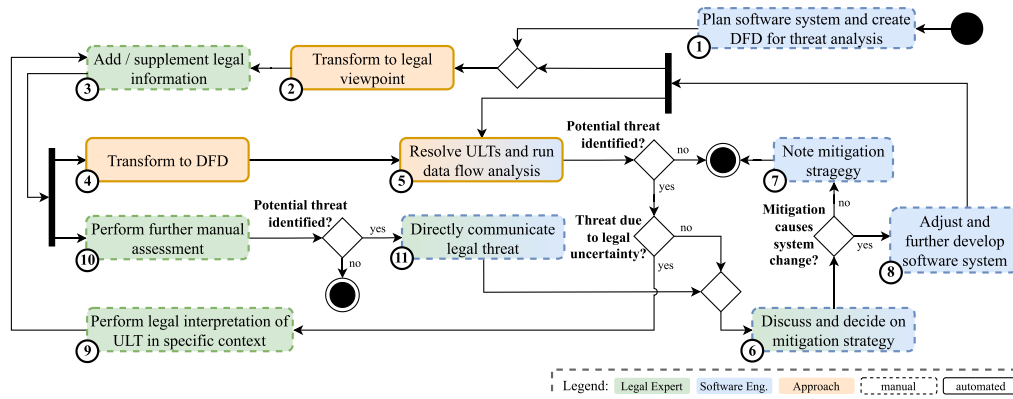 Plan software system and create
DFD for threat analysis
1
Add / supplement legal
information
3
Transform to legal
viewpoint
2
Transform to DFD
4
Resolve ULTs and run
data flow analysis
5
Potential threat
identified?
no
yes
Note mitigation
stragegy
7
Perform further manual
assessment
10
Potential threat
identified?
yes
no
Directly communicate
legal threat
11
Threat due
to legal
uncertainty?
no
yes
Mitigation
causes
system
change?
no
yes
Adjust and
further develop
software system
8
Perform legal interpretation of
ULT in specific context
9
Discuss and decide on
mitigation strategy
6
Legend: Legal Expert Software Eng. Approach manual automated